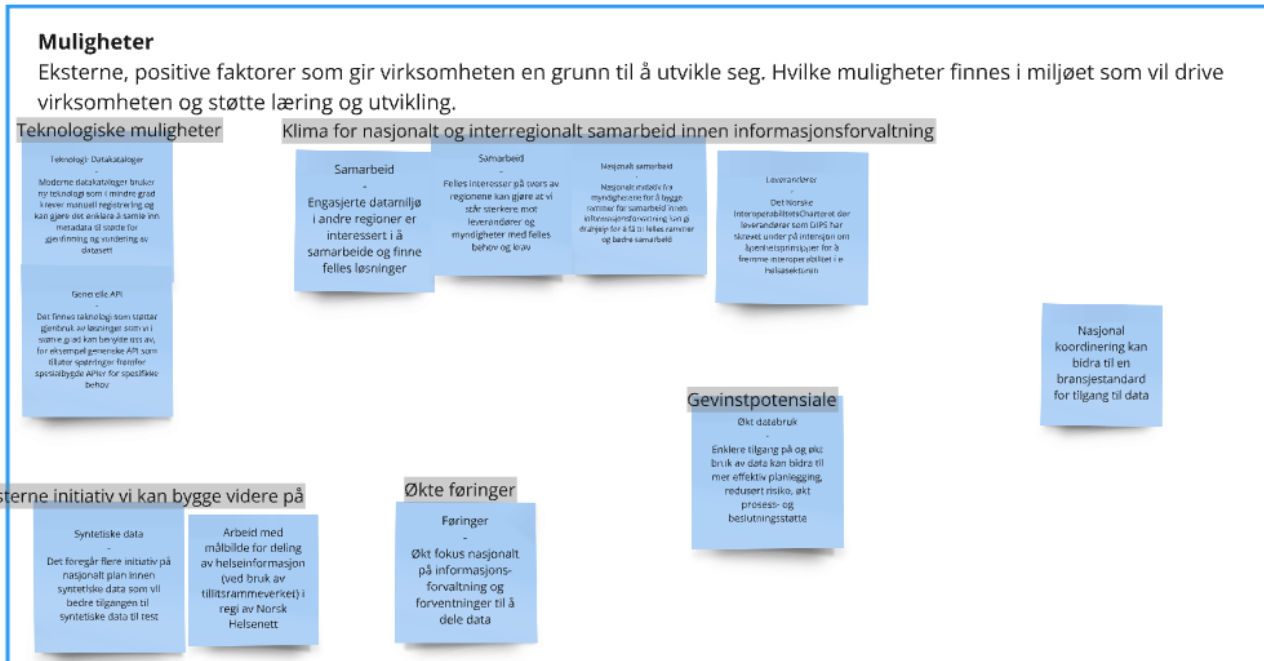 Muligheter
Eksterne, positive faktorer som gir virksomheten en grunn til å utvikle seg. Hvilke muligheter finnes i miljøet som vil drive
virksomheten og støtte læring og utvikling.
Teknologiske muligheter
Teknologi: Datakataloger
-
Moderne datakataloger bruker
ny teknologi som i mindre grad
krever manuell registrering og
kan gjøre det enklara å samle inn
metadata til støtte for
gjenfinning og vurdering av
datasett
Generelle API
-
Det finnes teknologi som støtter
gjenbruk av løsninger som vi i
større grad kan benytte oss av,
for eksempel generiske API som
tillater spørringer fremfor
spesialbygde APIer for spesifikke
behov
Klima for nasjonalt og interregionalt samarbeid innen informasjonsforvaltning
Samarbeid
-
Engasjerte datamiljø
i andre regioner er
interessert i å
samarbeide og finne
felles løsninger
Samarbeid
-
Felles interesser på tvers av
regionene kan gjøre at vi
står sterkere mot
leverandører og
myndigheter med felles
behov og krav
Nasjonalt samarbeid
-
Nasjonalt initiativ fra
myndighetene for å bygge
rammer for samarbeid innen
informasjonsforvaltning kan gi
drahjelp for å få til felles rammer
og bedre samarbeid
Leverandører
-
Det Norske
InteroperabilitetsCharteret der
leverandører som DIPS har
skrevet under på intensjon om
åpenhetsprinsipper for å
fremme interoperabilitet i e-
helsesektoren
Nasjonal
koordinering kan
bidra til en
bransjestandard
for tilgang til data
Gevinstpotensiale
Økt databruk
-
Enklere tilgang på og økt
bruk av data kan bidra til
mer effektiv planlegging,
redusert risiko, økt
prosess- og
beslutningsstøtte
sterne initiativ vi kan bygge videre på
Syntetiske data
-
Det foregår flere initiativ på
nasjonalt plan innen
syntetiske data som vil
bedre tilgangen til
syntetiske data til test
Arbeid med
målbilde for deling
av helseinformasjon
(ved bruk av
tillitsrammeverket) i
regi av Norsk
Helsenett
Økte føringer
Føringer
-
Økt fokus nasjonalt
på informasjons-
forvaltning og
forventninger til å
dele data